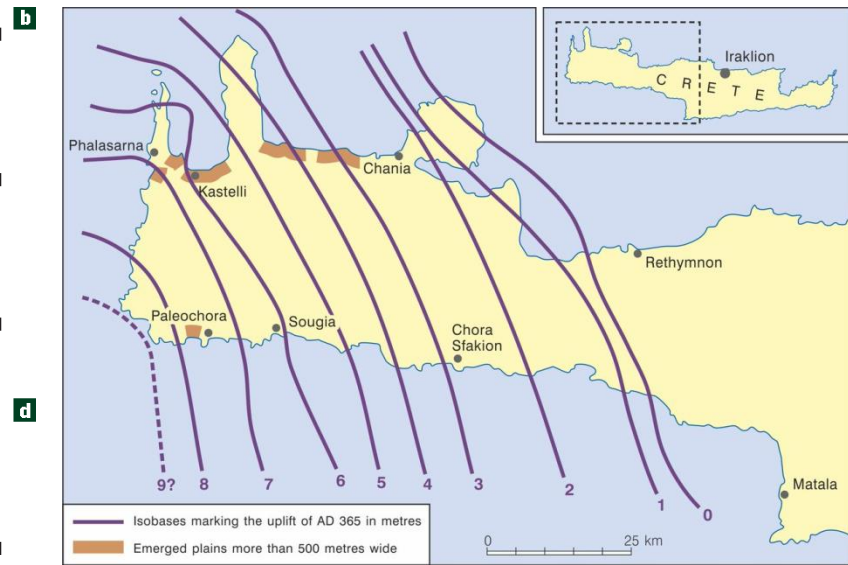 b
d
Iraklion
CRETE
Phalasarna
Kastelli
Chania
Rethymnon
Paleochora
Sougia
Chora
Sfakion
Matala
9?
8
7
6
5
4
3
2
1
0
Isobases marking the uplift of AD 365 in metres
Emerged plains more than 500 metres wide
0
25 km